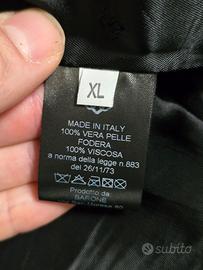 XL
MADE IN ITALY
100% VERA PELLE
FODERA
100% VISCOSA
a norma della legge n.883
del 26/11/73
Prodotto da
BARONE
subito